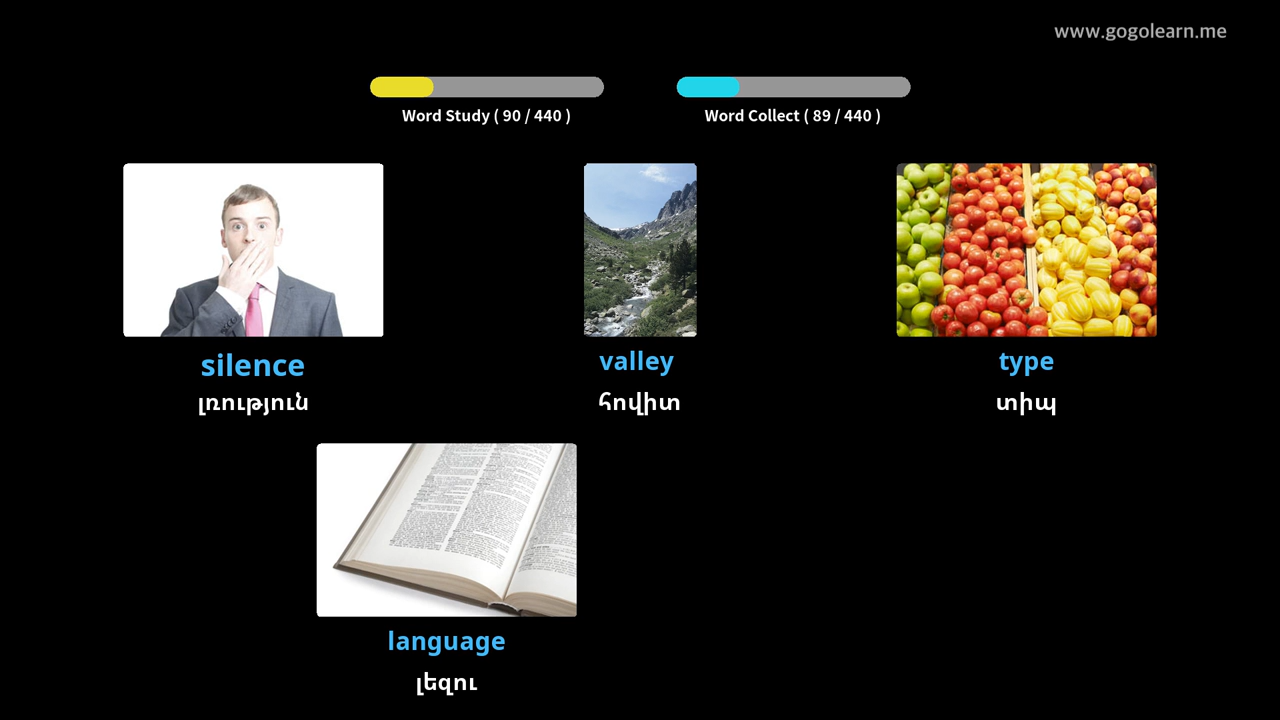 www.gogolearn.me
Word Study ( 90 / 440 )
Word Collect ( 89 / 440 )
silence
valley
type
լռություն
հովիտ
տիպ
language
լեզու